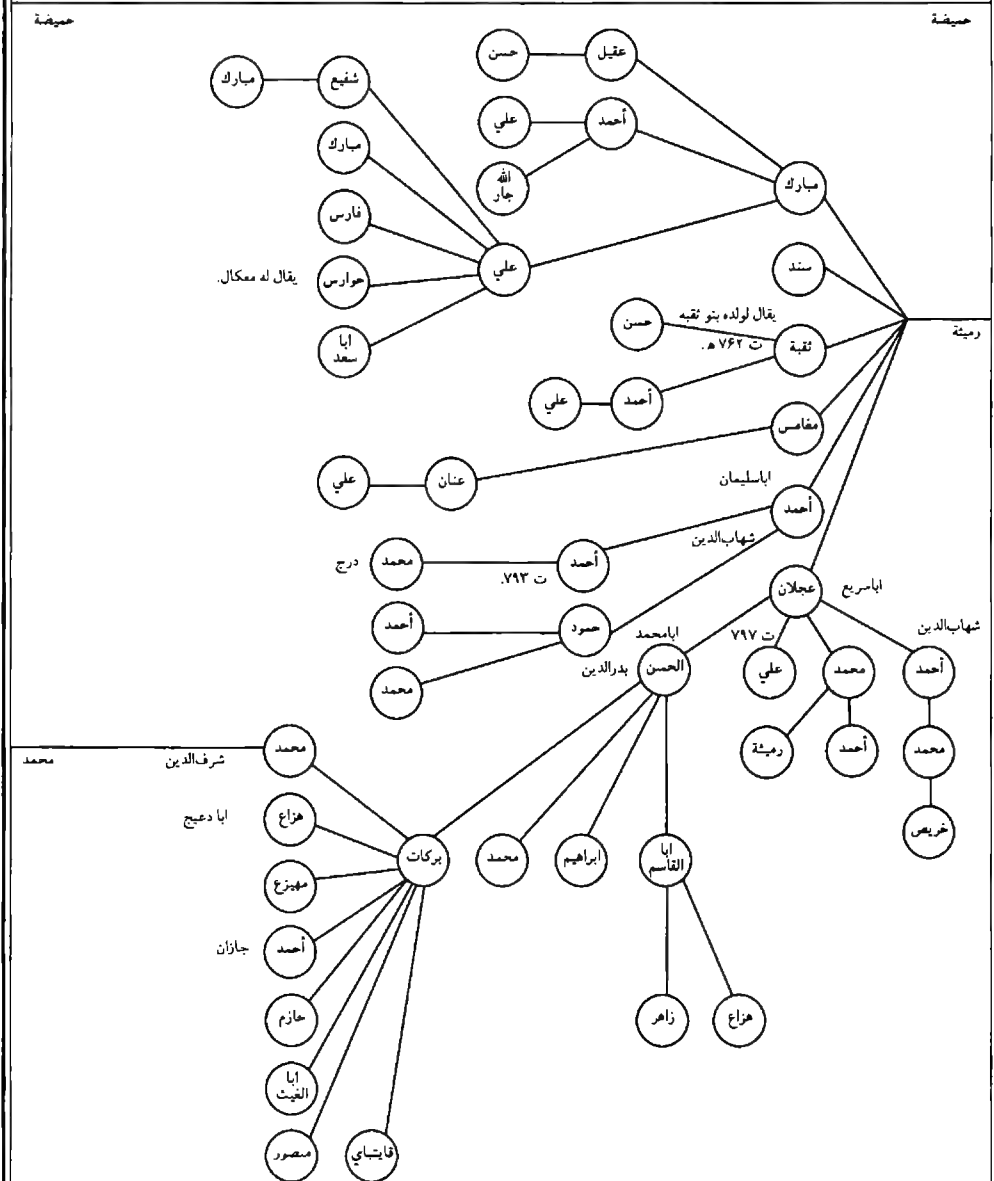 حميضة
حميضة
عقيل
حسن
شفيع
مبارك
أحمد
علي
مبارك
الله
جار
مبارك
فارس
سند
علي
هوارس
يقال له معكال.
رميثة
يقال لولده بنو ثقبه
حسن
ثقبة
ت ٧۶٢ ه‍.
ابا
سعد
أحمد
علي
مغامس
عنان
علي
اباسليمان
أحمد
شهاب‌الدين
أحمد
ت ٧٩٣.
محمد
درج
عجلان
اباسريع
حمود
أحمد
محمد
شهاب‌الدين
ت ٧٩٧
ابامحمد
الحسن
بدرالدين
أحمد
محمد
علي
محمد
أحمد
رميثة
خريص
محمد
شرف‌الدين
محمد
هزاع
ابا دعيج
بركات
محمد
ابراهيم
ابا
القاسم
مهيزع
أحمد
جازان
حازم
زاهر
هزاع
ابا
الغيث
منصور
قايتباي